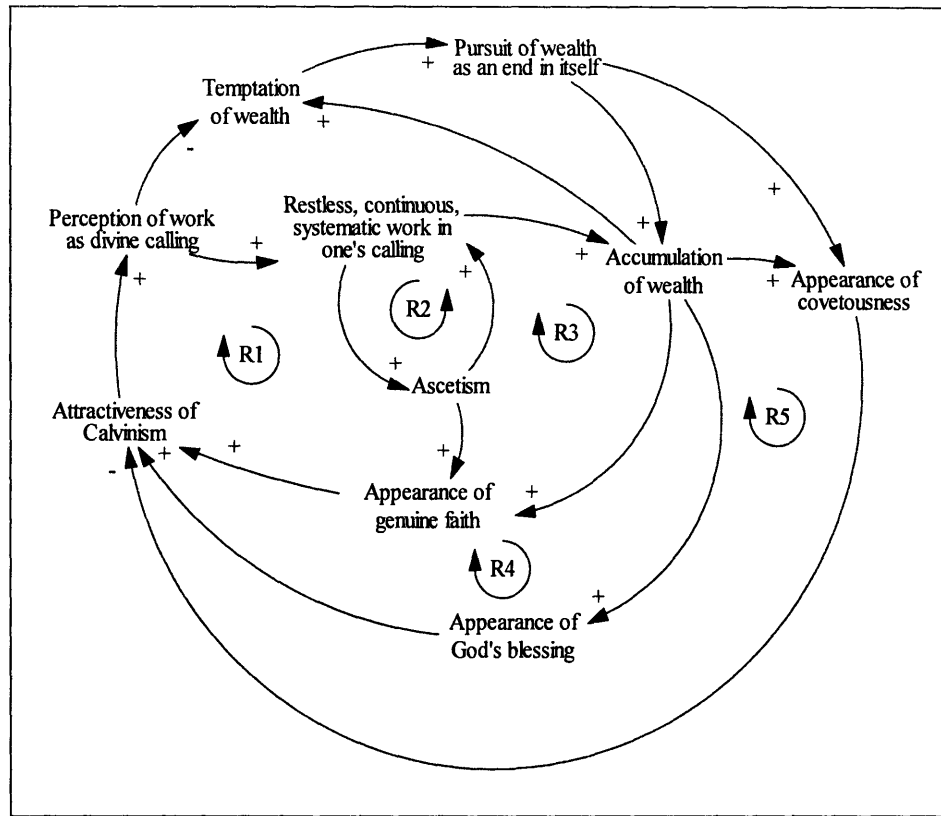 Pursuit of wealth
as an end in itself
+
Temptation
of wealth
+
-
+
Perception of work
as divine calling
+
+
Restless, continuous,
systematic work in
one's calling
+
+
+
Accumulation
of wealth
+
Appearance of
covetousness
R1
R2
R3
+
Ascetism
R5
Attractiveness of
Calvinism
-
+
+
+
Appearance of
genuine faith
+
R4
+
Appearance of
God's blessing